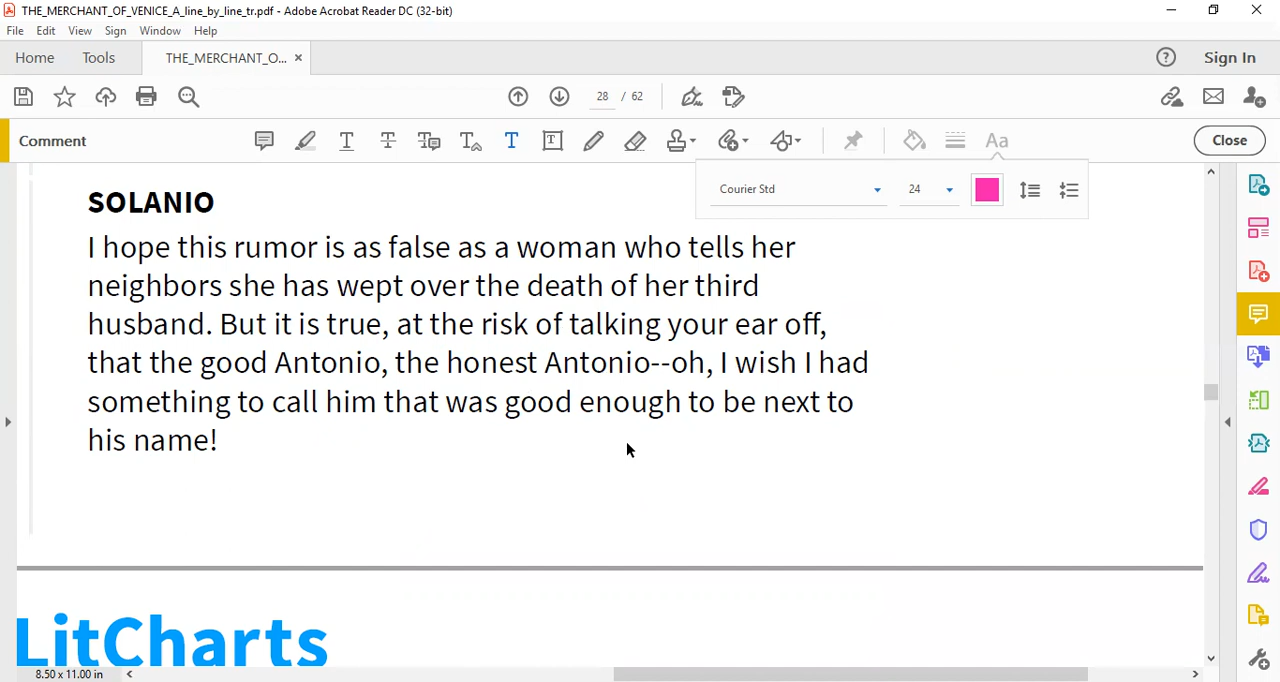 THE_MERCHANT_OF_VENICE_A_line_by_line_tr.pdf - Adobe Acrobat Reader DC (32-bit)
File Edit View Sign Window Help
Home Tools THE_MERCHANT_O... × Sign In
28 / 62
Comment Close
Courier Std 24
SOLANIO
I hope this rumor is as false as a woman who tells her
neighbors she has wept over the death of her third
husband. But it is true, at the risk of talking your ear off,
that the good Antonio, the honest Antonio--oh, I wish I had
something to call him that was good enough to be next to
his name!
LitCharts
8.50 x 11.00 in